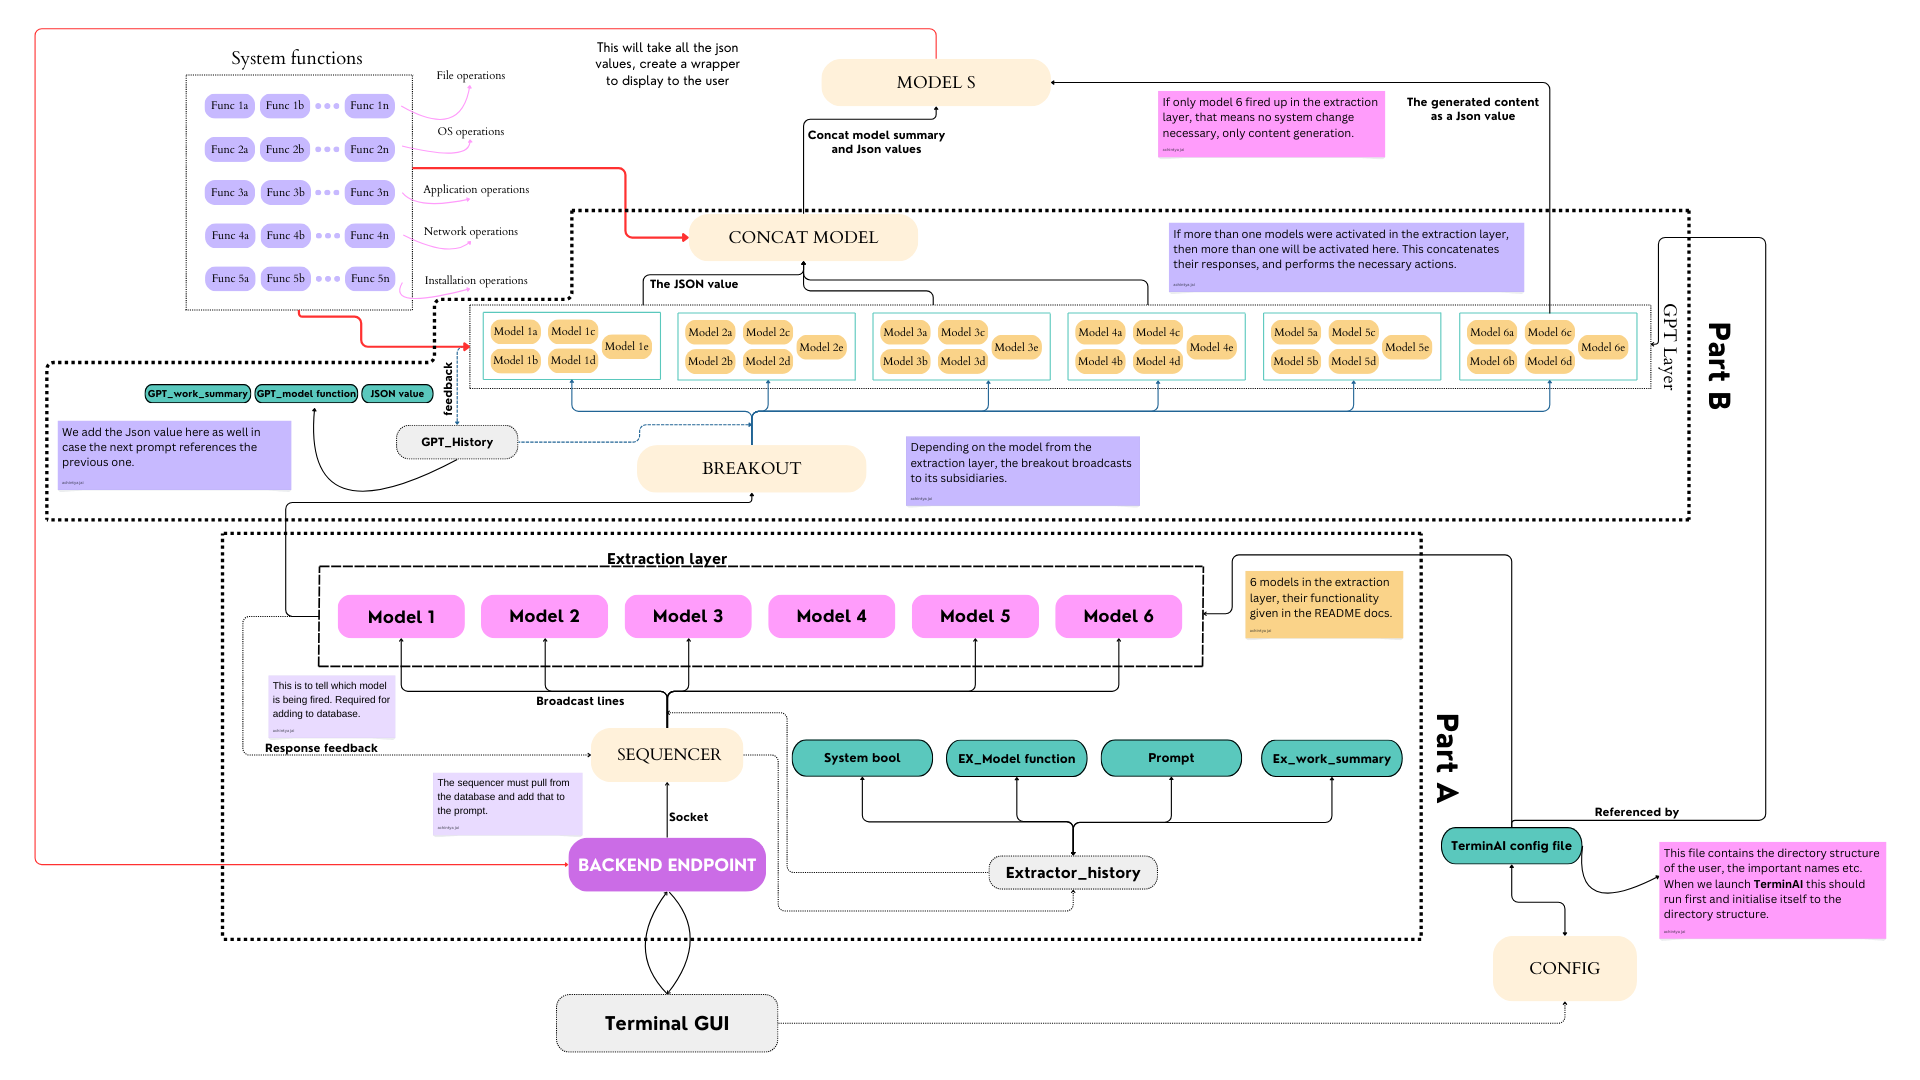 System functions
Func 1a
Func 1b
Func 1n
Func 2a
Func 2b
Func 2n
Func 3a
Func 3b
Func 3n
Func 4a
Func 4b
Func 4n
Func 5a
Func 5b
Func 5n
File operations
OS operations
Application operations
Network operations
Installation operations
This will take all the json
values, create a wrapper
to display to the user
MODEL S
Concat model summary
and Json values
If only model 6 fired up in the extraction
layer, that means no system change
necessary, only content generation.
The generated content
as a Json value
CONCAT MODEL
The JSON value
If more than one models were activated in the extraction layer,
then more than one will be activated here. This concatenates
their responses, and performs the necessary actions.
Model 1a
Model 1c
Model 1e
Model 1b
Model 1d
Model 2a
Model 2c
Model 2e
Model 2b
Model 2d
Model 3a
Model 3c
Model 3e
Model 3b
Model 3d
Model 4a
Model 4c
Model 4e
Model 4b
Model 4d
Model 5a
Model 5c
Model 5e
Model 5b
Model 5d
Model 6a
Model 6c
Model 6e
Model 6b
Model 6d
GPT Layer
Part B
feedback
GPT_work_summary
GPT_model function
JSON value
We add the Json value here as well in
case the next prompt references the
previous one.
GPT_History
BREAKOUT
Depending on the model from the
extraction layer, the breakout broadcasts
to its subsidiaries.
Extraction layer
Model 1
Model 2
Model 3
Model 4
Model 5
Model 6
6 models in the extraction
layer, their functionality
given in the README docs.
This is to tell which model
is being fired. Required for
adding to database.
Broadcast lines
Response feedback
SEQUENCER
The sequencer must pull from
the database and add that to
the prompt.
Socket
System bool
EX_Model function
Prompt
Ex_work_summary
Part A
BACKEND ENDPOINT
Extractor_history
Referenced by
TerminAI config file
This file contains the directory structure
of the user, the important names etc.
When we launch TerminAI this should
run first and initialise itself to the
directory structure.
CONFIG
Terminal GUI